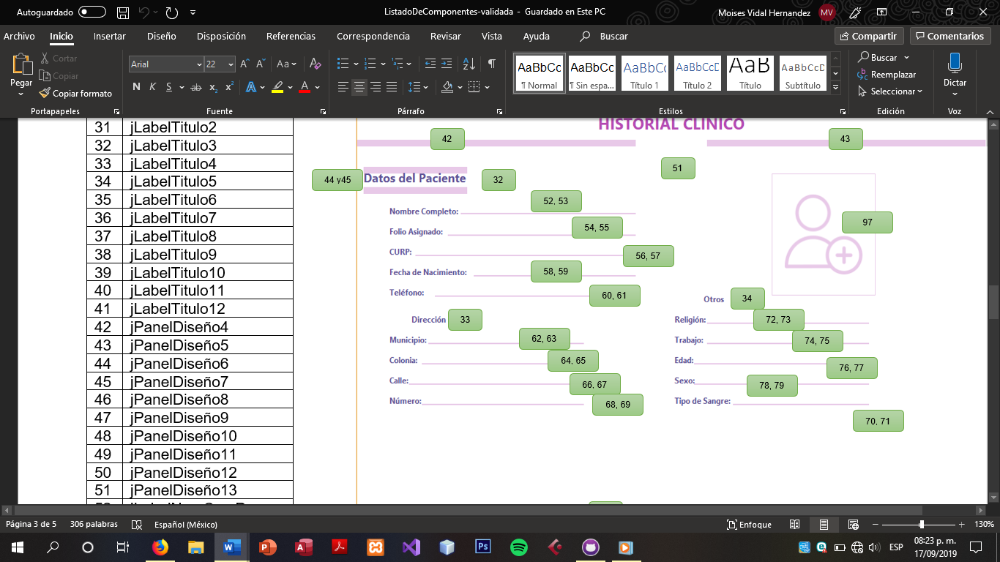 Autoguardado
ListadoDeComponentes-validada - Guardado en Este PC
Moises Vidal Hernandez
MV
Archivo Inicio Insertar Diseño Disposición Referencias Correspondencia Revisar Vista Ayuda Buscar
Compartir Comentarios
Pegar
Cortar
Copiar
Copiar formato
Portapapeles
Arial 22
Fuente
Párrafo
AaBbCc
¶ Normal
AaBbCc
¶ Sin espa...
AaBbCc
Título 1
AaBbCcD
Título 2
AaB
Título
AaBbCcD
Subtítulo
Estilos
Buscar
Reemplazar
Seleccionar
Edición
Dictar
Voz
31 jLabelTitulo2
32 jLabelTitulo3
33 jLabelTitulo4
34 jLabelTitulo5
35 jLabelTitulo6
36 jLabelTitulo7
37 jLabelTitulo8
38 jLabelTitulo9
39 jLabelTitulo10
40 jLabelTitulo11
41 jLabelTitulo12
42 jPanelDiseño4
43 jPanelDiseño5
44 jPanelDiseño6
45 jPanelDiseño7
46 jPanelDiseño8
47 jPanelDiseño9
48 jPanelDiseño10
49 jPanelDiseño11
50 jPanelDiseño12
51 jPanelDiseño13
HISTORIAL CLINICO
42
43
51
44 y45
Datos del Paciente
32
52, 53
Nombre Completo:
54, 55
Folio Asignado:
CURP:
56, 57
Fecha de Nacimiento:
58, 59
Teléfono:
60, 61
97
Dirección
33
Municipio:
62, 63
Colonia:
64, 65
Calle:
66, 67
Número:
68, 69
Otros
34
Religión:
72, 73
Trabajo:
74, 75
Edad:
76, 77
Sexo:
78, 79
Tipo de Sangre:
70, 71
Página 3 de 5 306 palabras Español (México)
Enfoque
130%
ESP
08:23 p. m.
17/09/2019